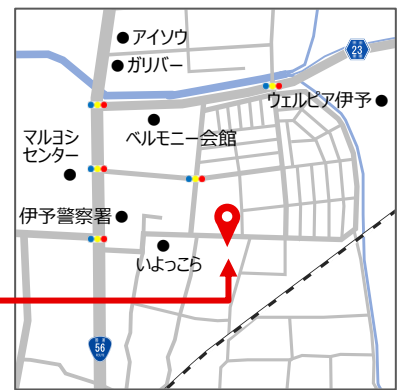 アイソウ
ガリバー
23
ウェルピア伊予
ベルモニー会館
マルヨシ
センター
伊予警察署
いよっこら
56